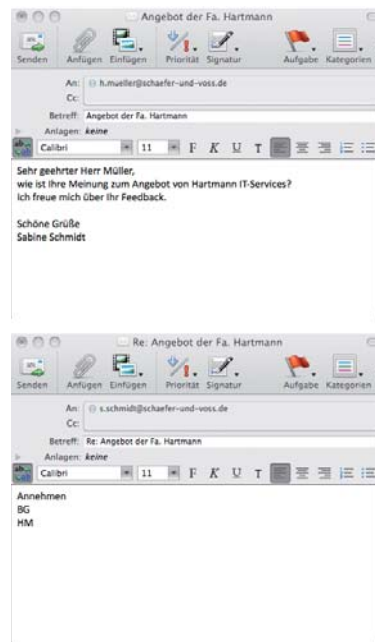 Angebot der Fa. Hartmann
Senden Anfügen Einfügen Priorität Signatur Aufgabe Kategorien
An: h.mueller@schaefer-und-voss.de
Cc:
Betreff: Angebot der Fa. Hartmann
Anlagen: keine
Calibri 11 F K U T
Sehr geehrter Herr Müller,
wie ist Ihre Meinung zum Angebot von Hartmann IT-Services?
Ich freue mich über Ihr Feedback.
Schöne Grüße
Sabine Schmidt
Re: Angebot der Fa. Hartmann
Senden Anfügen Einfügen Priorität Signatur Aufgabe Kategorien
An: s.schmidt@schaefer-und-voss.de
Cc:
Betreff: Re: Angebot der Fa. Hartmann
Anlagen: keine
Calibri 11 F K U T
Annehmen
BG
HM